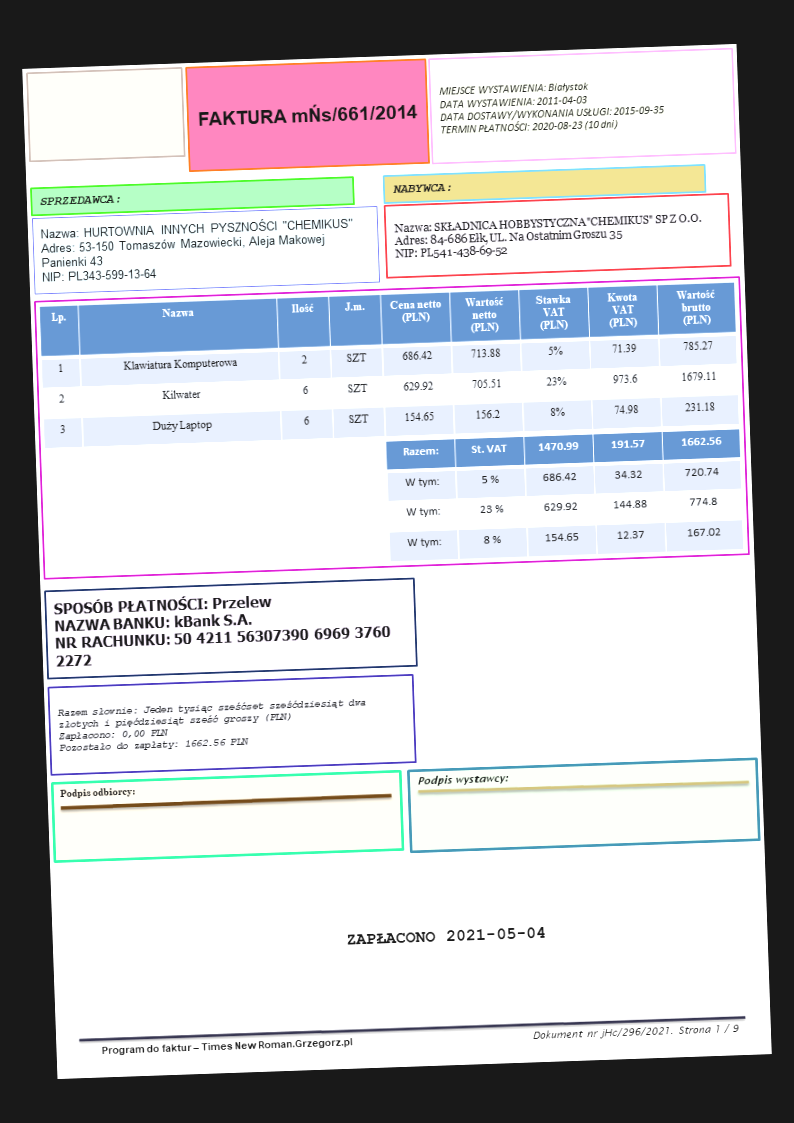 FAKTURA mŃs/661/2014
MIEJSCE WYSTAWIENIA: Białystok
DATA WYSTAWIENIA: 2011-04-03
DATA DOSTAWY/WYKONANIA USŁUGI: 2015-09-35
TERMIN PŁATNOŚCI: 2020-08-23 (10 dni)
SPRZEDAWCA:
Nazwa: HURTOWNIA INNYCH PYSZNOŚCI "CHEMIKUS"
Adres: 53-150 Tomaszów Mazowiecki, Aleja Makowej
Panienki 43
NIP: PL343-599-13-64
NABYWCA:
Nazwa: SKŁADNICA HOBBYSTYCZNA "CHEMIKUS" SP Z O.O.
Adres: 84-686 Ełk, UL. Na Ostatnim Groszu 35
NIP: PL541-438-69-52
Lp. Nazwa Ilość J.m. Cena netto (PLN) Wartość netto (PLN) Stawka VAT (PLN) Kwota VAT (PLN) Wartość brutto (PLN)
1 Klawiatura Komputerowa 2 SZT 686.42 713.88 5% 71.39 785.27
2 Kilwater 6 SZT 629.92 705.51 23% 973.6 1679.11
3 Duży Laptop 6 SZT 154.65 156.2 8% 74.98 231.18
Razem: St. VAT 1470.99 191.57 1662.56
W tym: 5 % 686.42 34.32 720.74
W tym: 23 % 629.92 144.88 774.8
W tym: 8 % 154.65 12.37 167.02
SPOSÓB PŁATNOŚCI: Przelew
NAZWA BANKU: kBank S.A.
NR RACHUNKU: 50 4211 56307390 6969 3760
2272
Razem słownie: Jeden tysiąc sześćset sześćdziesiąt dwa
złotych i pięćdziesiąt sześć groszy (PLN)
Zapłacono: 0,00 PLN
Pozostało do zapłaty: 1662.56 PLN
Podpis odbiorcy:
Podpis wystawcy:
ZAPŁACONO 2021-05-04
Program do faktur – Times New Roman.Grzegorz.pl
Dokument nr jHc/296/2021. Strona 1 / 9